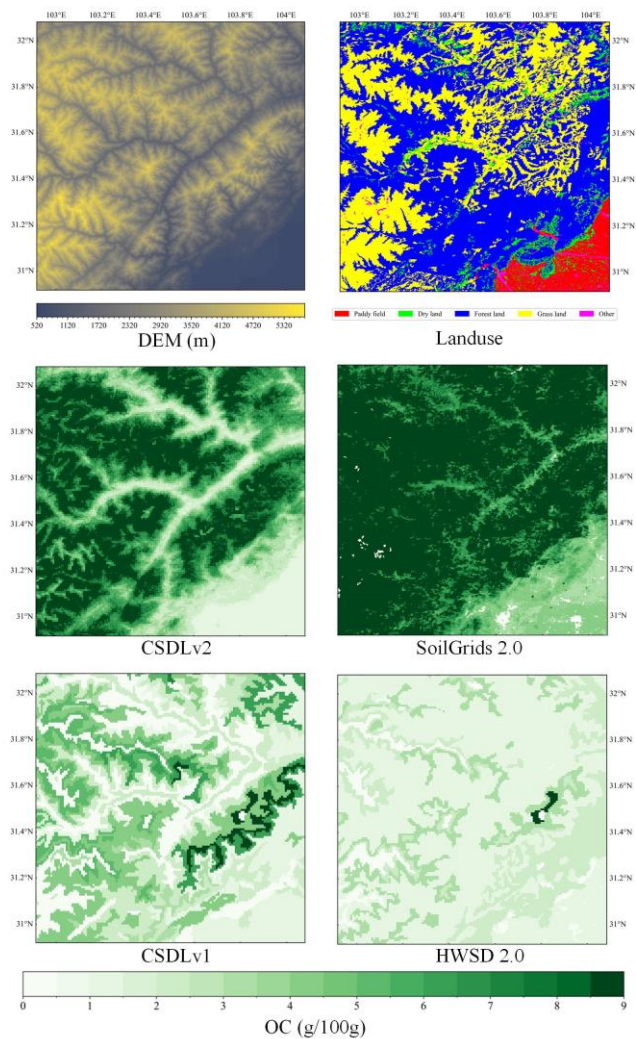 103°E 103.2 103.4 103.6 103.8 104°E 103°E 103.2 103.4 103.6 103.8 104°E
32°N 32°N
31.8 31.8
31.6 31.6
31.4 31.4
31.2 31.2
31°N 31°N
520 1120 1720 2320 2920 3520 4120 4720 5320
Paddy field Dry land Forest land Grass land Other
DEM (m) Landuse
32°N 32°N
31.8 31.8
31.6 31.6
31.4 31.4
31.2 31.2
31°N 31°N
CSDLv2 SoilGrids 2.0
32°N 32°N
31.8 31.8
31.6 31.6
31.4 31.4
31.2 31.2
31°N 31°N
CSDLv1 HWSD 2.0
0 1 2 3 4 5 6 7 8 9
OC (g/100g)